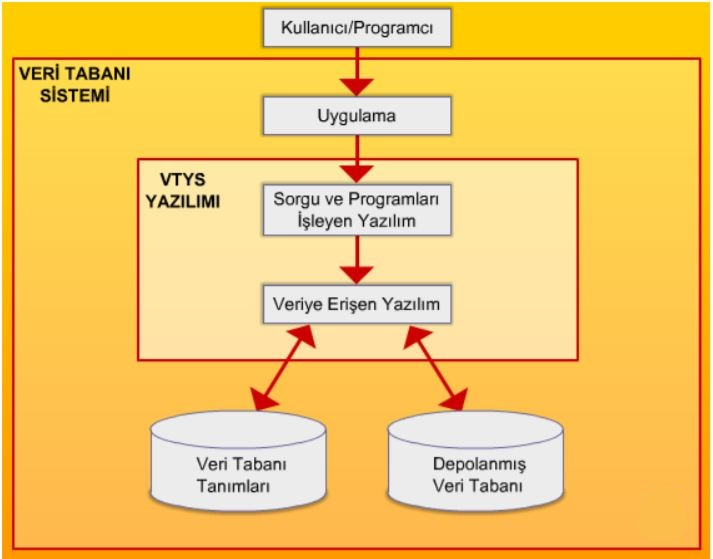 Kullanıcı/Programcı
VERİ TABANI
SİSTEMİ
Uygulama
VTYS
YAZILIMI
Sorgu ve Programları
İşleyen Yazılım
Veriye Erişen Yazılım
Veri Tabanı
Tanımları
Depolanmış
Veri Tabanı